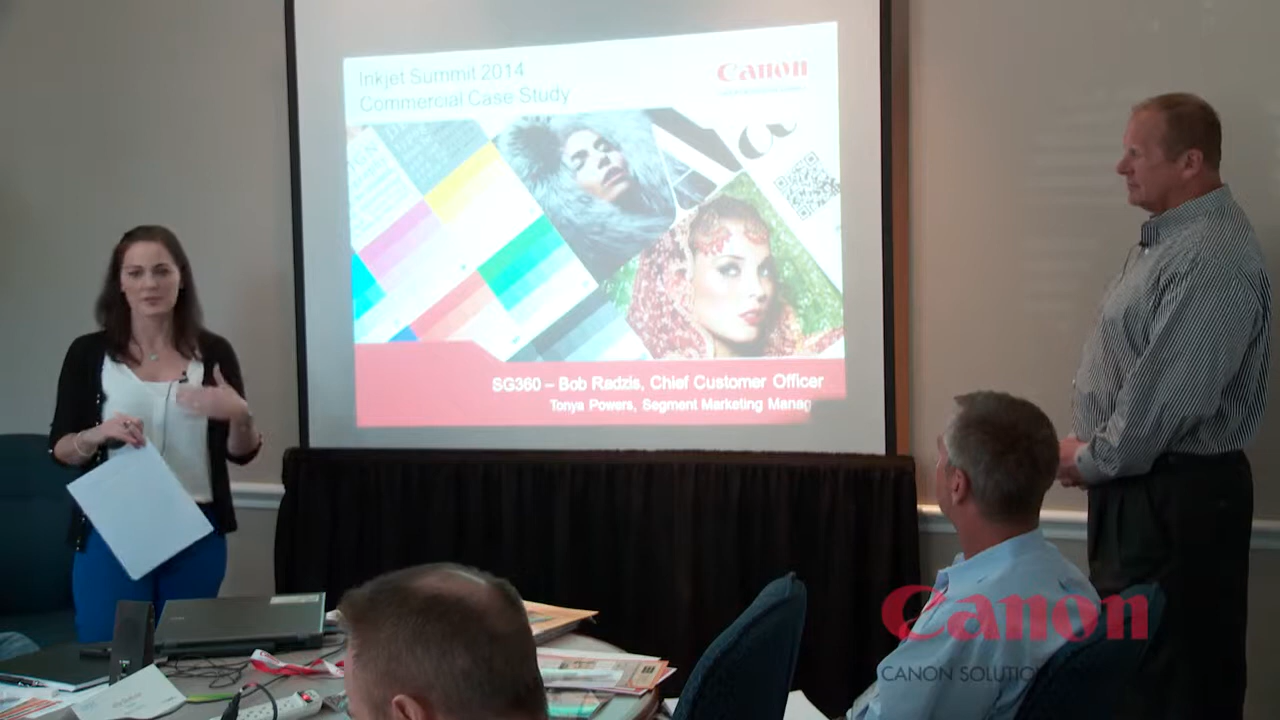 Inkjet Summit 2014
Commercial Case Study
Canon
SG360 – Bob Radzis, Chief Customer Officer
Tonya Powers, Segment Marketing Manag
Canon
CANON SOLUTIO